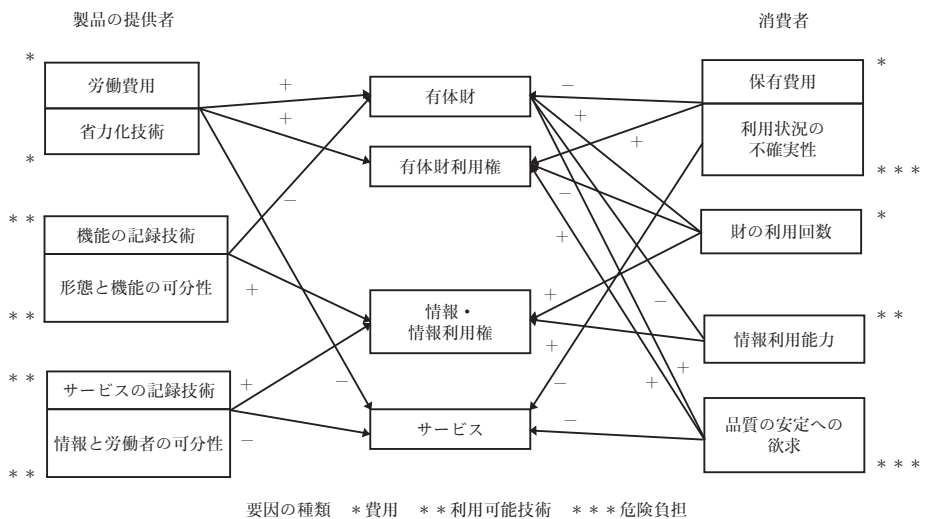 製品の提供者
消費者
*
労働費用
省力化技術
*
**
機能の記録技術
形態と機能の可分性
**
**
サービスの記録技術
情報と労働者の可分性
**
+
+
−
+
+
−
−
有体財
有体財利用権
情報・
情報利用権
サービス
−
+
+
−
+
+
−
+
−
+
+
−
*
保有費用
利用状況の
不確実性
***
財の利用回数
*
情報利用能力
**
品質の安定への
欲求
***
要因の種類 *費用 **利用可能技術 ***危険負担